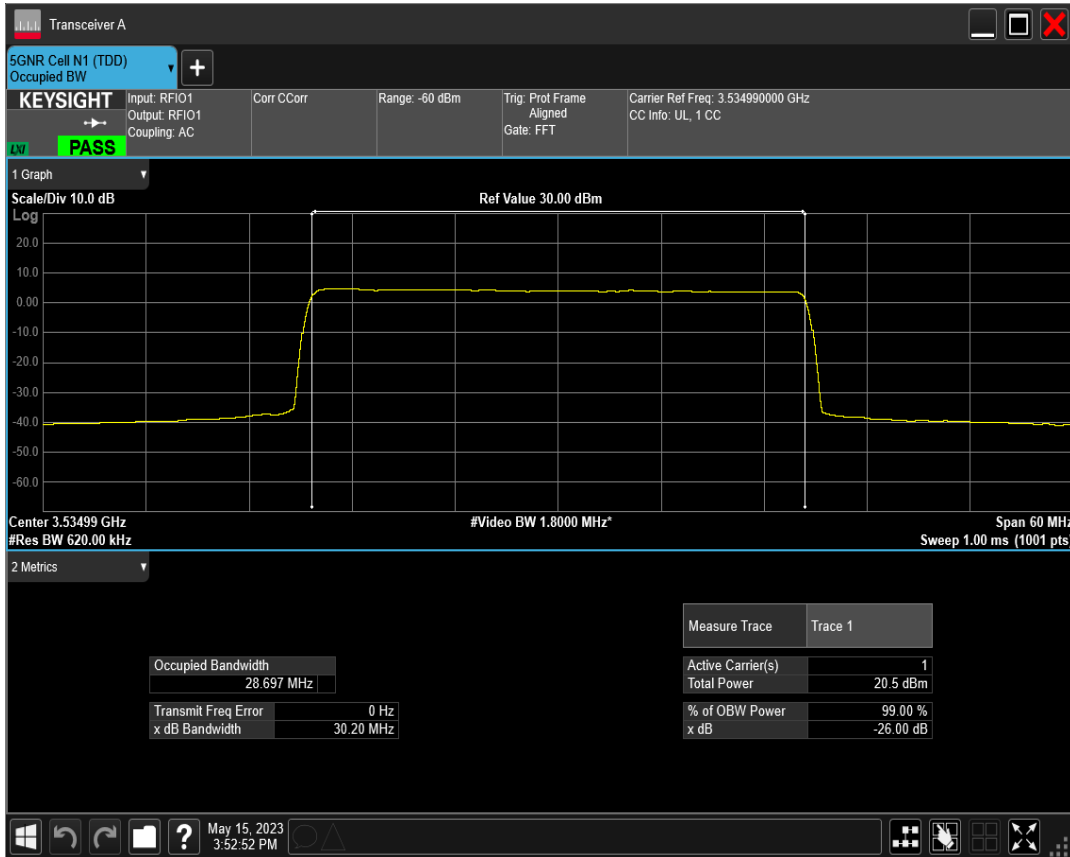 Transceiver A
5GNR Cell N1 (TDD)
Occupied BW
+
KEYSIGHT
LXI
PASS
Input: RFIO1
Output: RFIO1
Coupling: AC
Corr CCorr
Range: -60 dBm
Trig: Prot Frame
Aligned
Gate: FFT
Carrier Ref Freq: 3.534990000 GHz
CC Info: UL, 1 CC
1 Graph
Scale/Div 10.0 dB
Ref Value 30.00 dBm
Log
20.0
10.0
0.00
-10.0
-20.0
-30.0
-40.0
-50.0
-60.0
Center 3.53499 GHz
#Video BW 1.8000 MHz*
Span 60 MHz
#Res BW 620.00 kHz
Sweep 1.00 ms (1001 pts)
2 Metrics
Measure Trace Trace 1
Occupied Bandwidth
28.697 MHz
Active Carrier(s) 1
Total Power 20.5 dBm
Transmit Freq Error 0 Hz
x dB Bandwidth 30.20 MHz
% of OBW Power 99.00 %
x dB -26.00 dB
?
May 15, 2023
3:52:52 PM